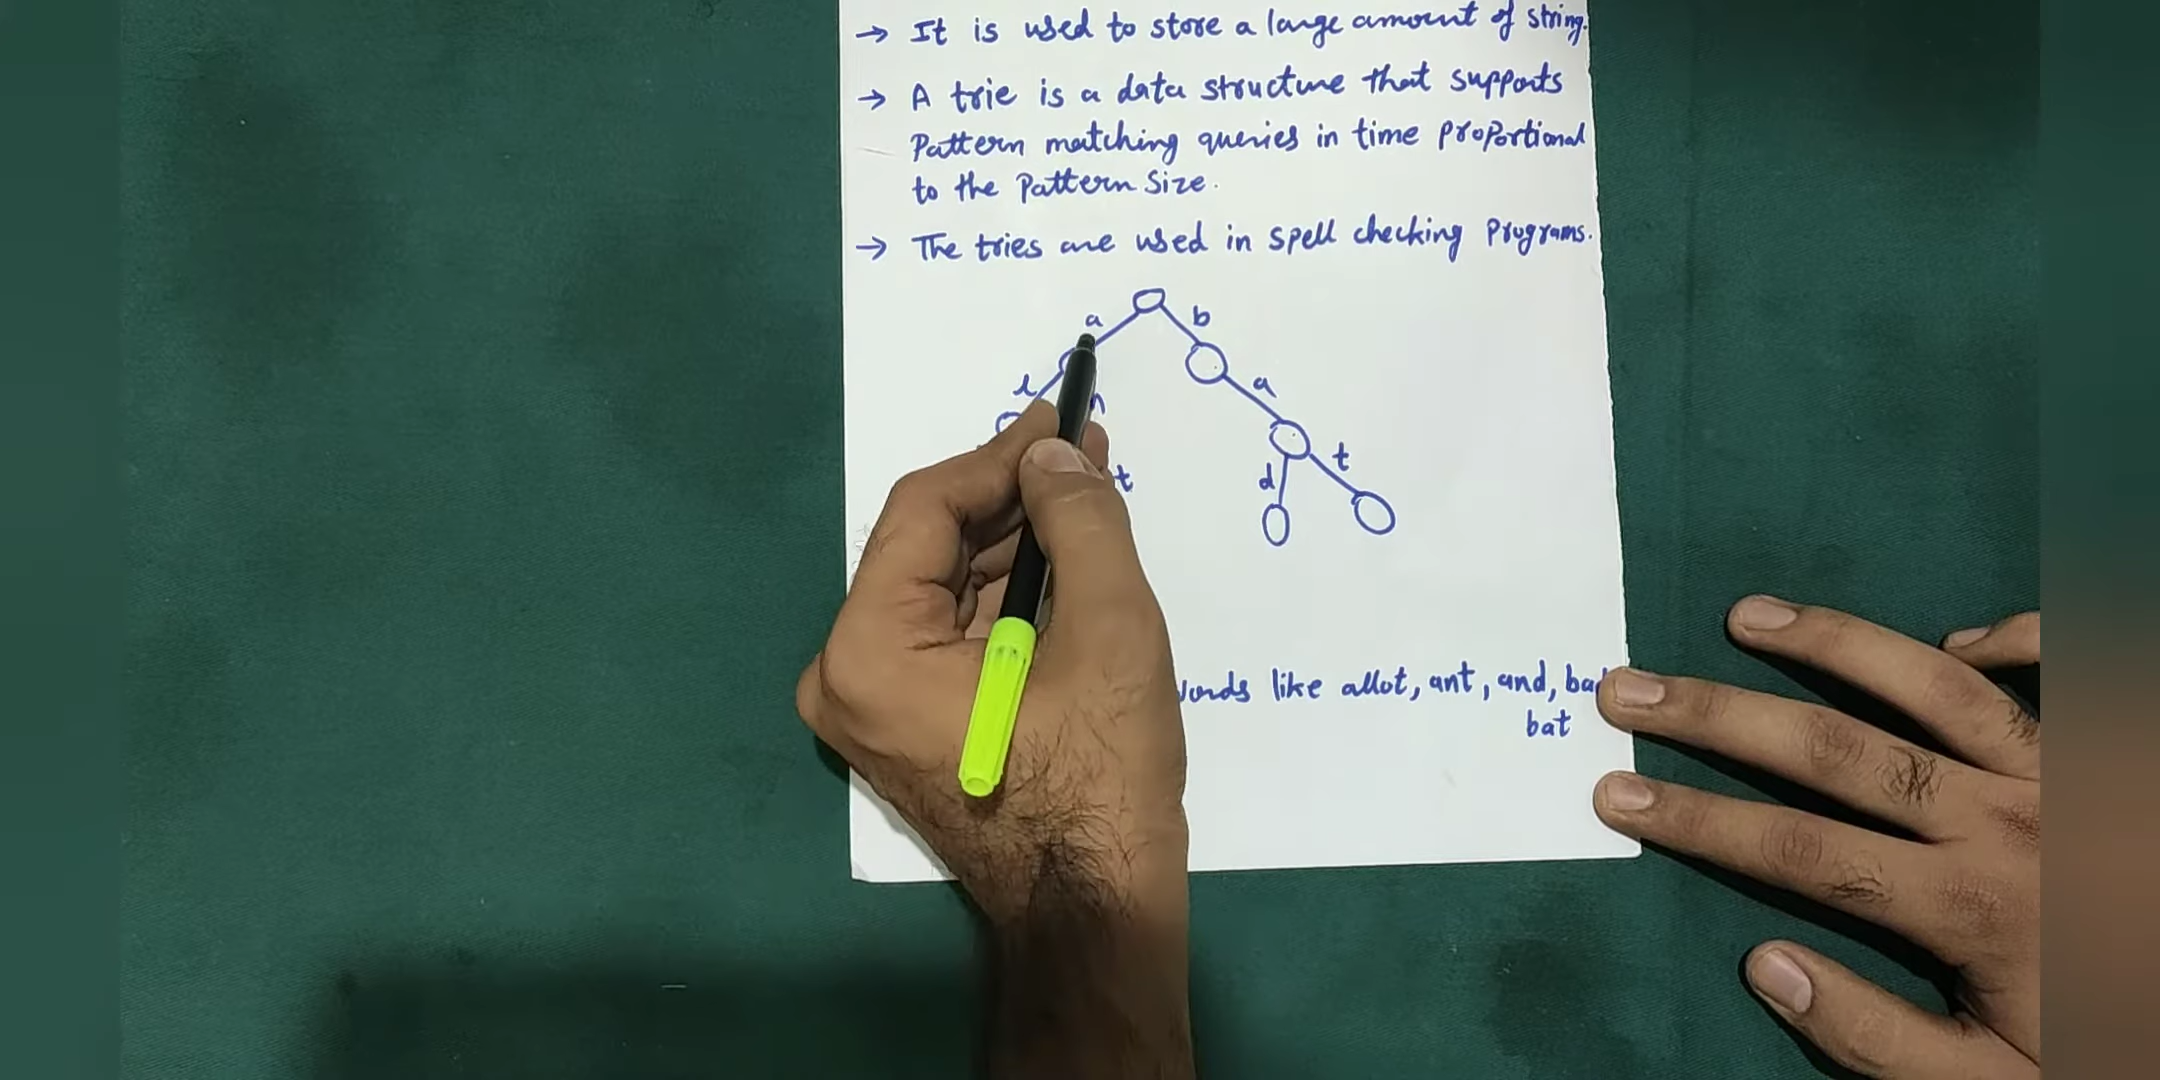 → It is used to store a large amount of string.
→ A trie is a data structure that supports
Pattern matching queries in time proportional
to the Pattern Size.
→ The tries are used in spell checking Programs.
a b
l n a
t d t
like allot, ant, and,
bat